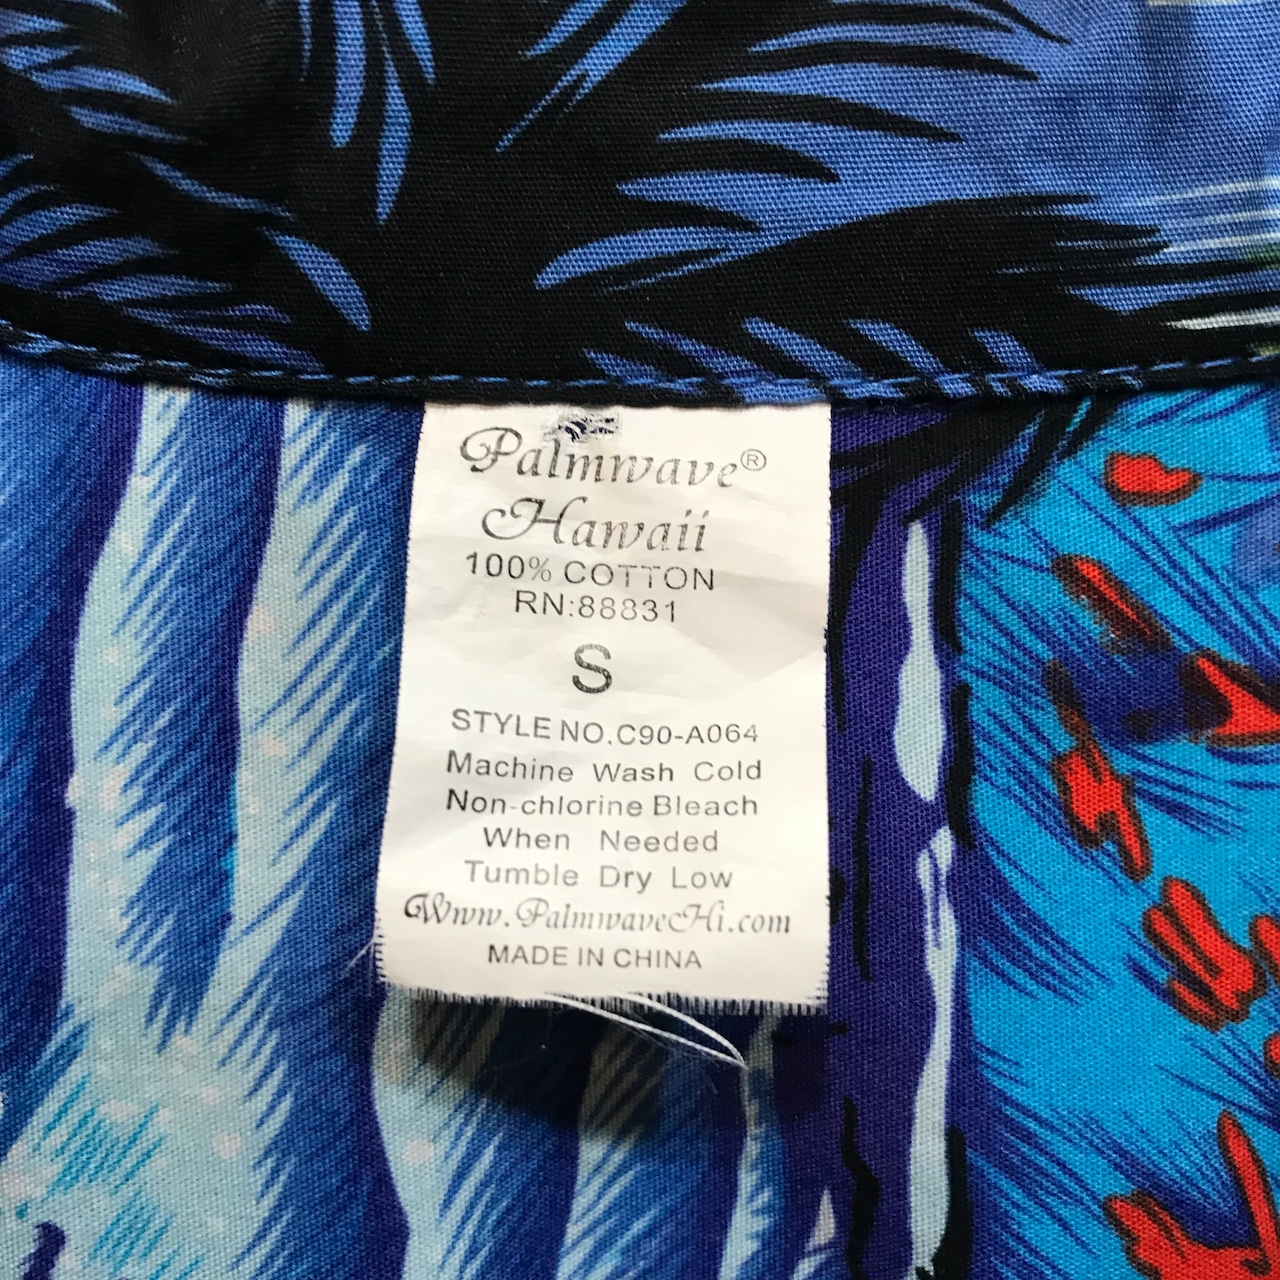 Palmwave®
Hawaii
100% COTTON
RN:88831
S
STYLE NO.C90-A064
Machine Wash Cold
Non-chlorine Bleach
When Needed
Tumble Dry Low
Www.PalmwaveHi.com
MADE IN CHINA